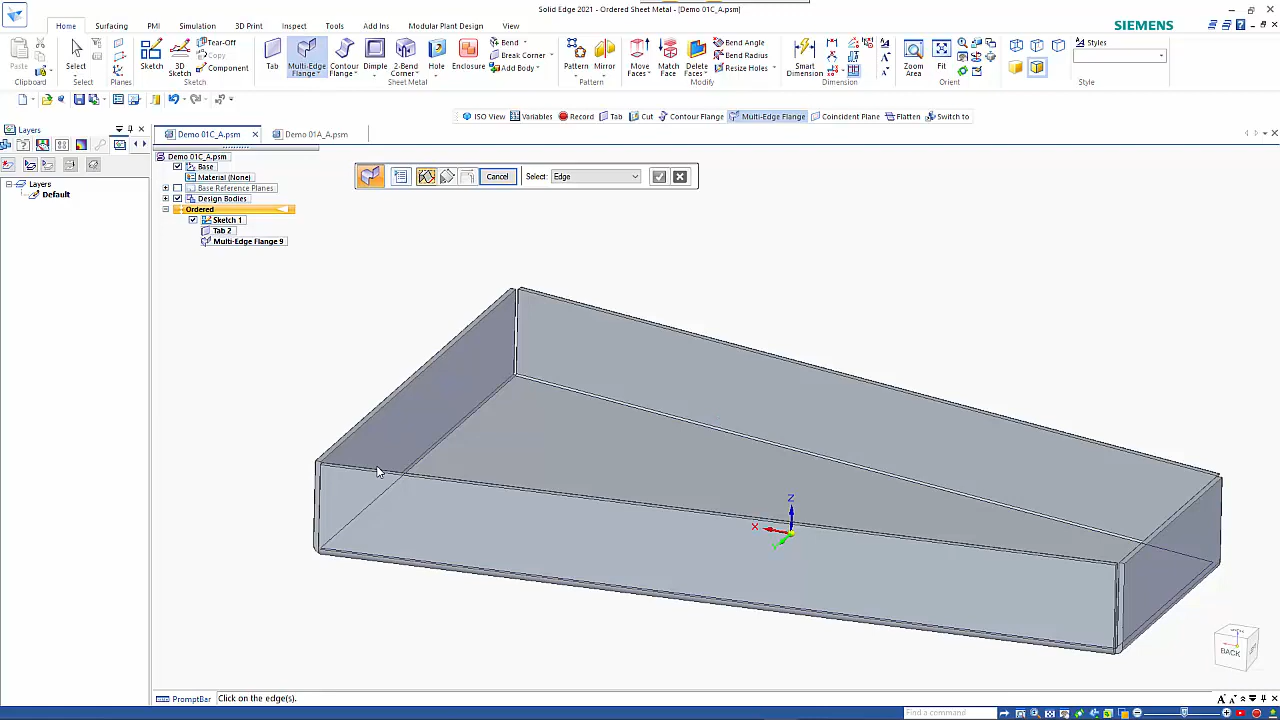 Solid Edge 2021 - Ordered Sheet Metal - [Demo 01C_A.psm]
Home Surfacing PMI Simulation 3D Print Inspect Tools Add Ins Modular Plant Design View
SIEMENS
Paste Select Sketch 3D Sketch Tear-Off Copy Component Tab Multi-Edge Flange Contour Flange Dimple 2-Bend Corner Hole Enclosure Bend Break Corner Add Body Pattern Mirror Move Faces Match Face Delete Faces Bend Angle Bend Radius Resize Holes Smart Dimension Zoom Area Fit Styles
Clipboard Select Planes Sketch Sheet Metal Pattern Modify Dimension Orient Style
ISO View Variables Record Tab Cut Contour Flange Multi-Edge Flange Coincident Plane Flatten Switch to
Layers
Demo 01C_A.psm Demo 01A_A.psm
Demo 01C_A.psm
Base
Material (None)
Base Reference Planes
Design Bodies
Ordered
Sketch 1
Tab 2
Multi-Edge Flange 9
Layers
Default
Cancel Select: Edge
Z
X
Y
BACK
PromptBar Click on the edge(s).
Find a command